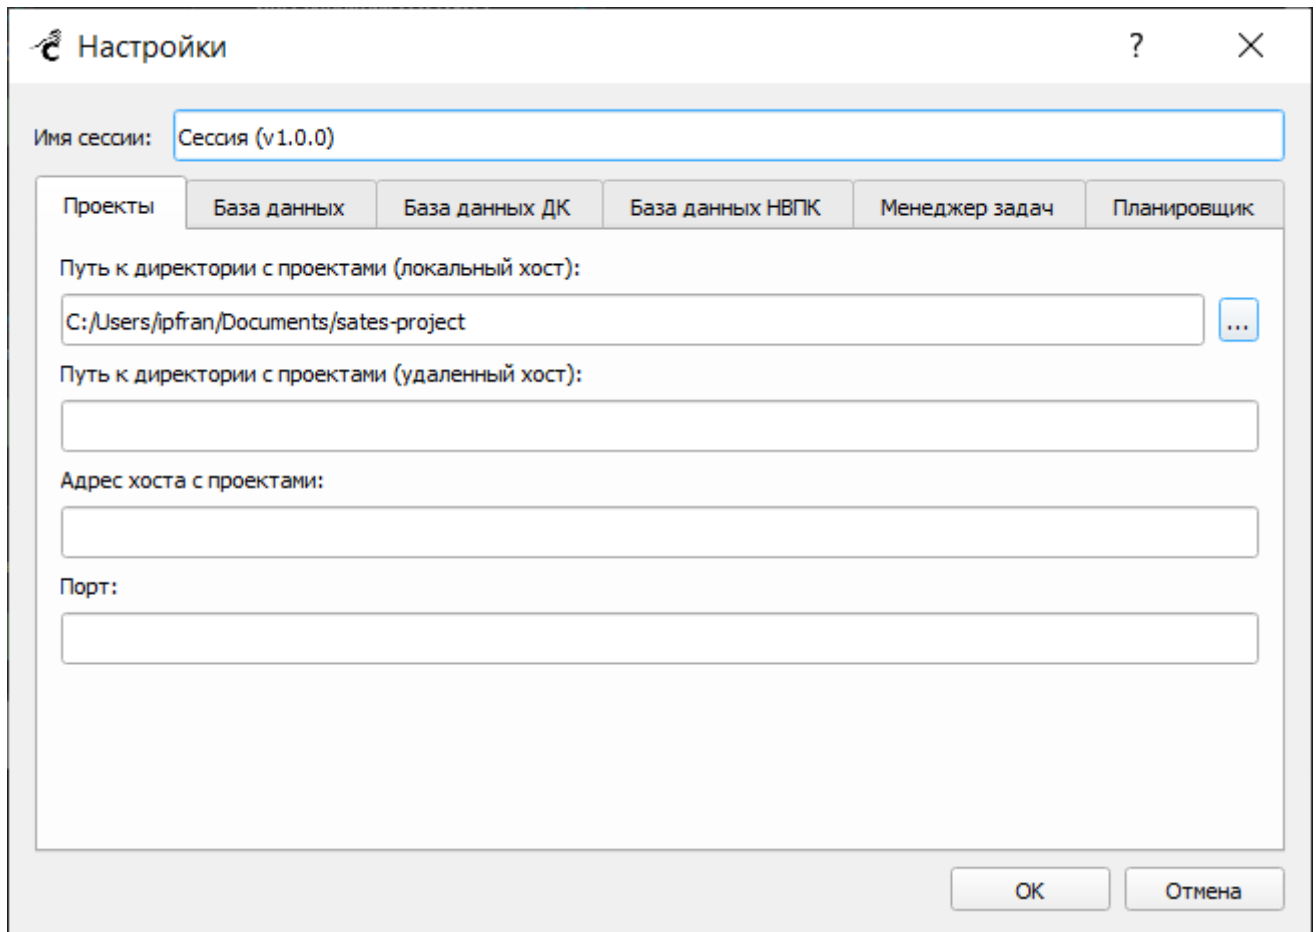 Настройки
?
Имя сессии: Сессия (v1.0.0)
Проекты База данных База данных ДК База данных НВПК Менеджер задач Планировщик
Путь к директории с проектами (локальный хост):
C:/Users/ipfran/Documents/sates-project ...
Путь к директории с проектами (удаленный хост):
Адрес хоста с проектами:
Порт:
ОК Отмена